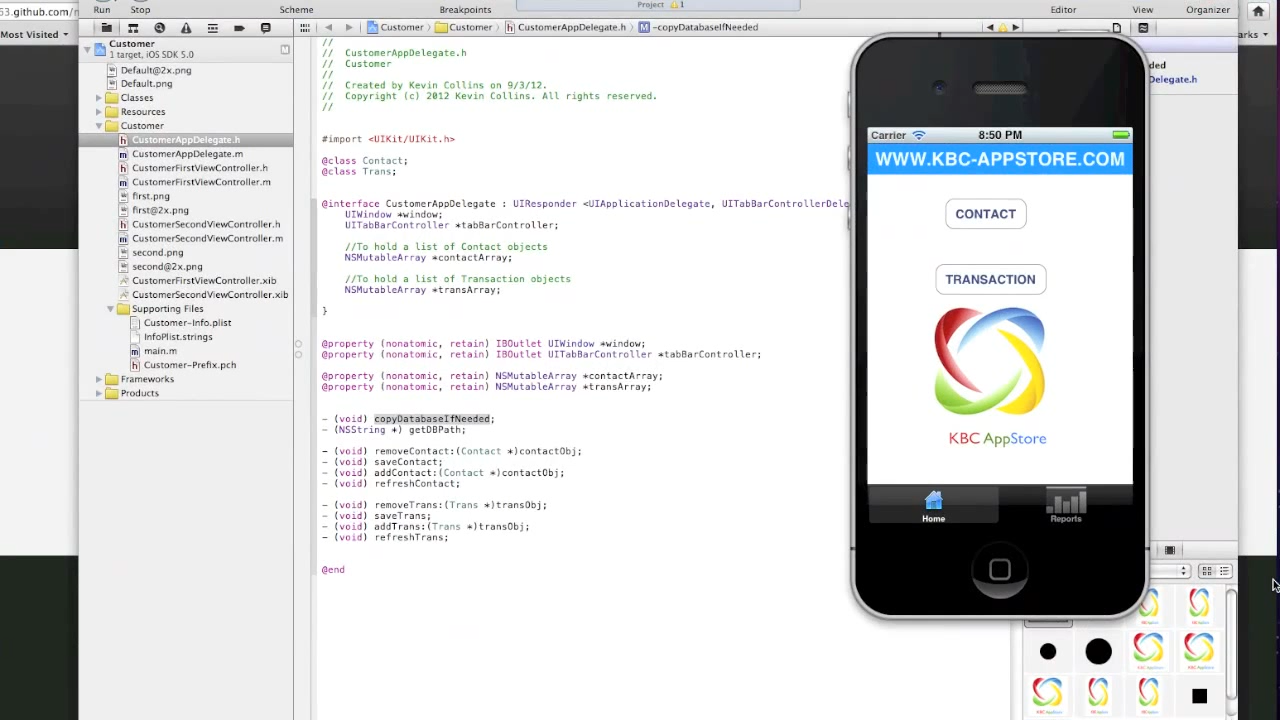 53.github.com/n
Most Visited
Run Stop Scheme Breakpoints Project 1 Editor View Organizer
Customer Customer CustomerAppDelegate.h M -copyDatabaseIfNeeded
Customer
1 target, iOS SDK 5.0
M
Default@2x.png
Default.png
Classes
Resources
Customer
CustomerAppDelegate.h
CustomerAppDelegate.m
CustomerFirstViewController.h
CustomerFirstViewController.m
first.png
first@2x.png
CustomerSecondViewController.h
CustomerSecondViewController.m
second.png
second@2x.png
CustomerFirstViewController.xib
CustomerSecondViewController.xib
Supporting Files
Customer-Info.plist
InfoPlist.strings
main.m
Customer-Prefix.pch
Frameworks
Products
//
// CustomerAppDelegate.h
// Customer
//
// Created by Kevin Collins on 9/3/12.
// Copyright (c) 2012 Kevin Collins. All rights reserved.
//
#import <UIKit/UIKit.h>
@class Contact;
@class Trans;
@interface CustomerAppDelegate : UIResponder <UIApplicationDelegate, UITabBarControllerDele
UIWindow *window;
UITabBarController *tabBarController;
//To hold a list of Contact objects
NSMutableArray *contactArray;
//To hold a list of Transaction objects
NSMutableArray *transArray;
}
@property (nonatomic, retain) IBOutlet UIWindow *window;
@property (nonatomic, retain) IBOutlet UITabBarController *tabBarController;
@property (nonatomic, retain) NSMutableArray *contactArray;
@property (nonatomic, retain) NSMutableArray *transArray;
- (void) copyDatabaseIfNeeded;
- (NSString *) getDBPath;
- (void) removeContact:(Contact *)contactObj;
- (void) saveContact;
- (void) addContact:(Contact *)contactObj;
- (void) refreshContact;
- (void) removeTrans:(Trans *)transObj;
- (void) saveTrans;
- (void) addTrans:(Trans *)transObj;
- (void) refreshTrans;
@end
Carrier 8:50 PM
WWW.KBC-APPSTORE.COM
CONTACT
TRANSACTION
KBC AppStore
Home Reports
arks
ded
Delegate.h